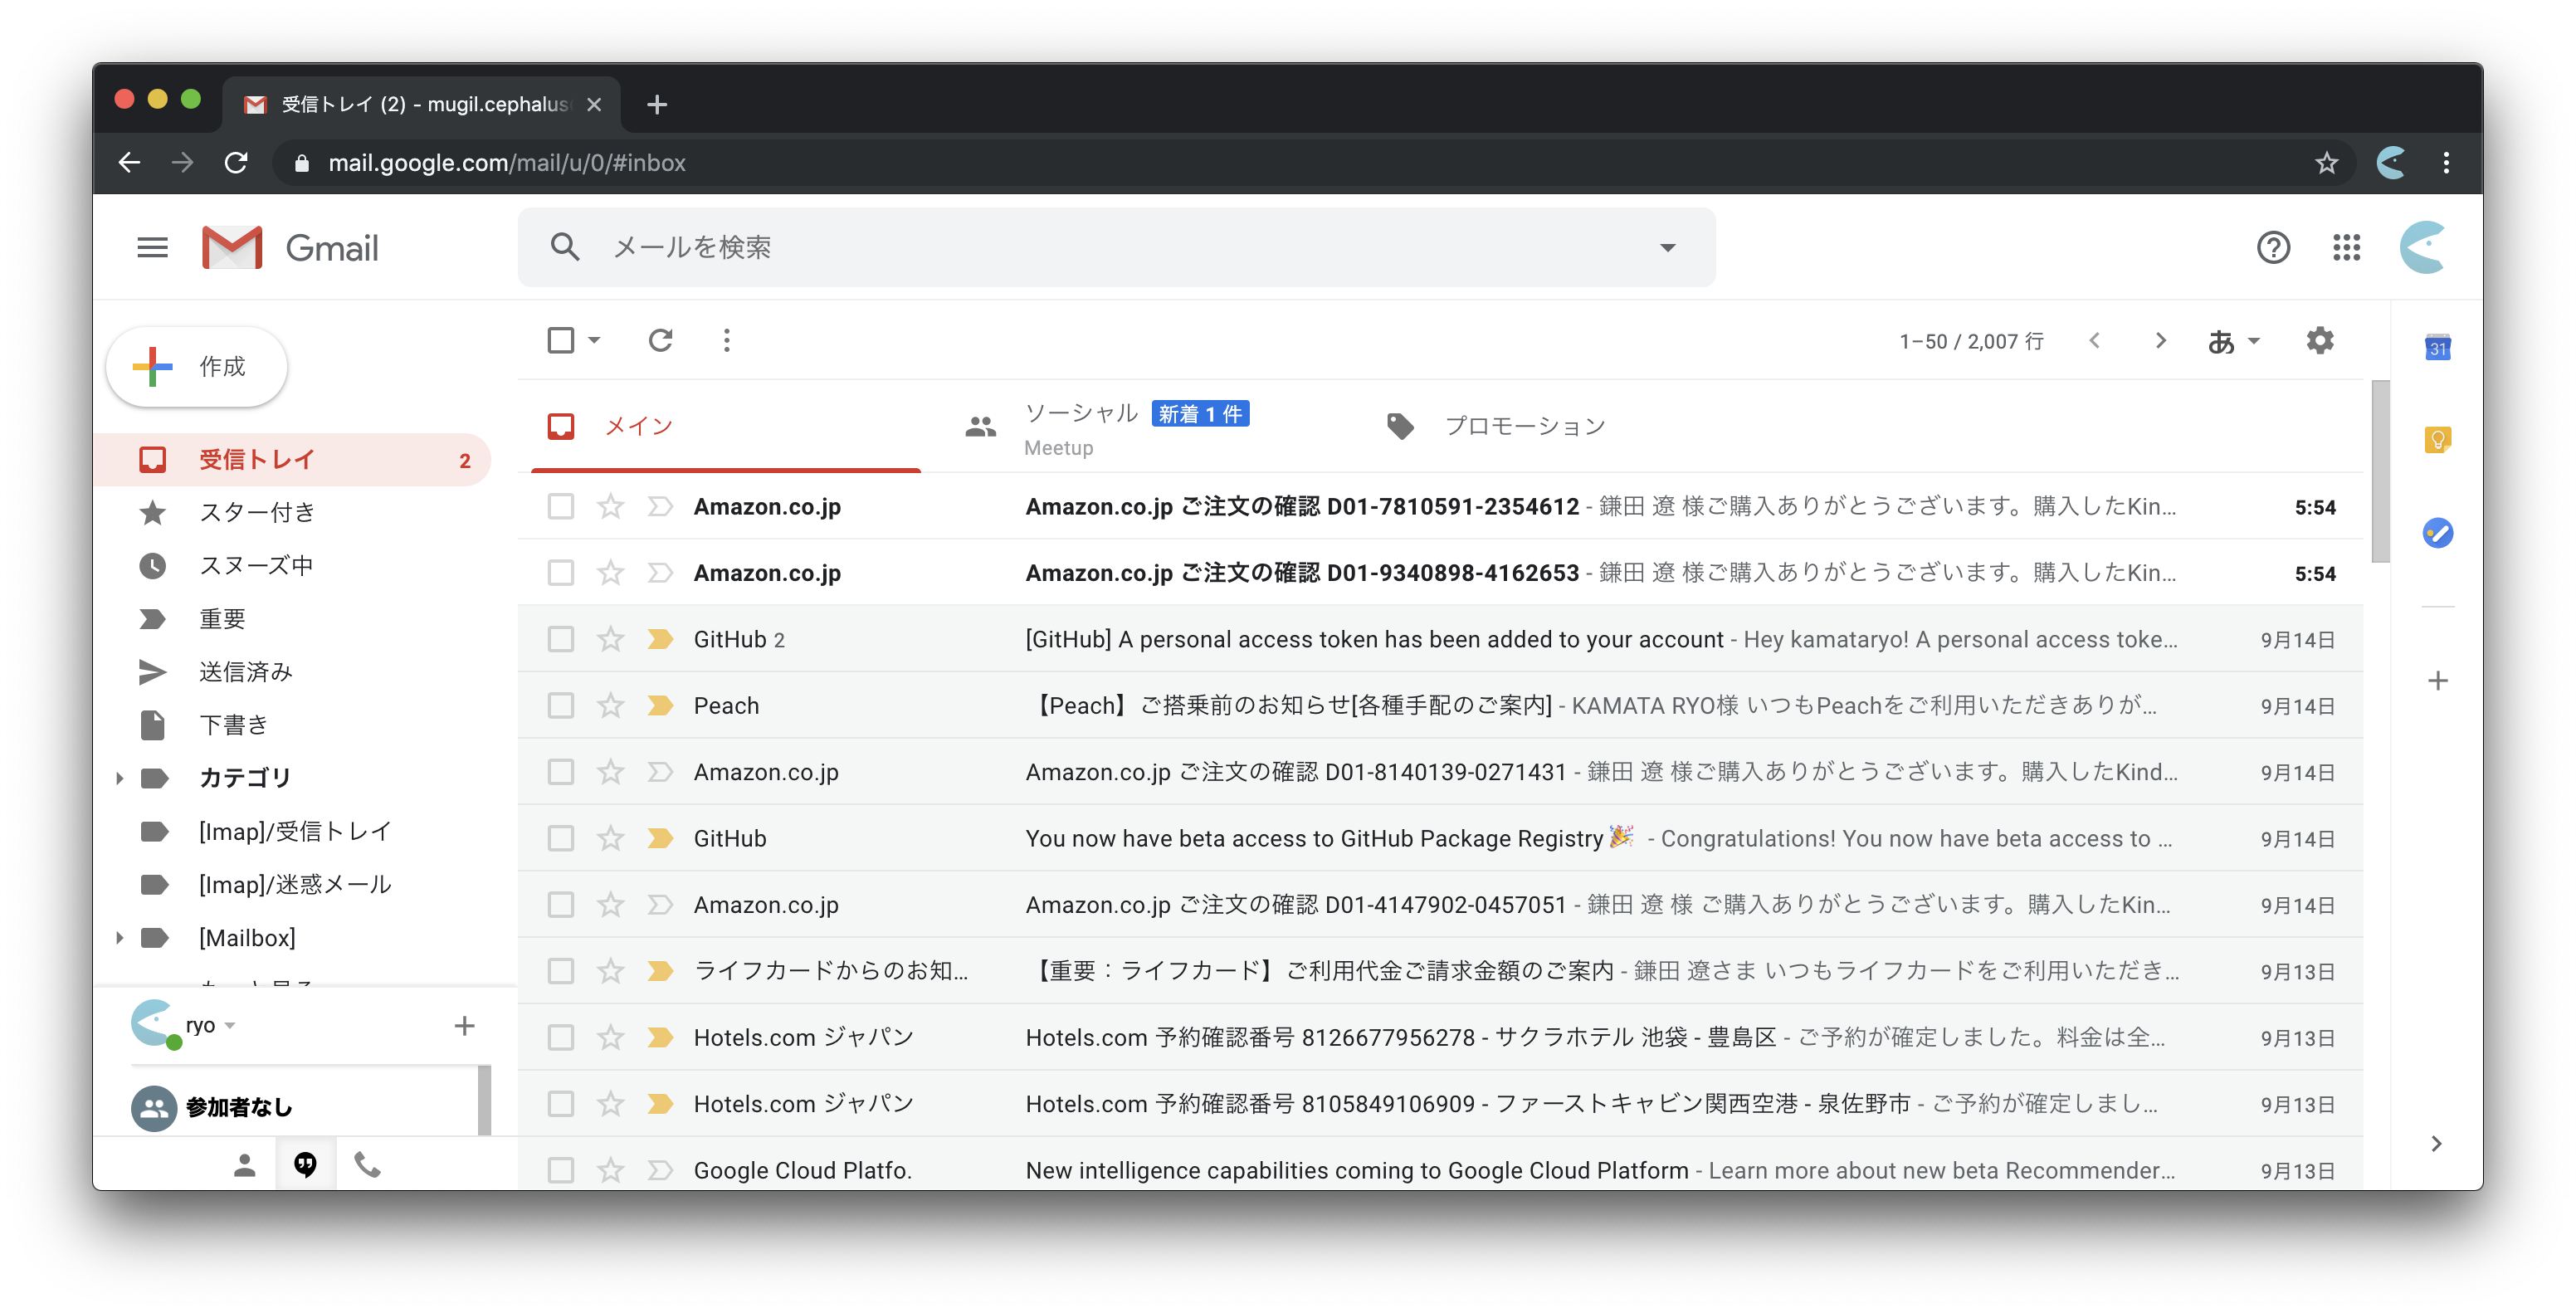 受信トレイ (2) - mugil.cephalus
mail.google.com/mail/u/0/#inbox
Gmail
メールを検索
作成
1–50 / 2,007 行
あ
31
受信トレイ 2
スター付き
スヌーズ中
重要
送信済み
下書き
カテゴリ
[Imap]/受信トレイ
[Imap]/迷惑メール
[Mailbox]
ryo
参加者なし
メイン
ソーシャル 新着 1 件
Meetup
プロモーション
Amazon.co.jp Amazon.co.jp ご注文の確認 D01-7810591-2354612 - 鎌田 遼 様ご購入ありがとうございます。購入したKin... 5:54
Amazon.co.jp Amazon.co.jp ご注文の確認 D01-9340898-4162653 - 鎌田 遼 様ご購入ありがとうございます。購入したKin... 5:54
GitHub 2 [GitHub] A personal access token has been added to your account - Hey kamataryo! A personal access toke... 9月14日
Peach 【Peach】ご搭乗前のお知らせ[各種手配のご案内] - KAMATA RYO様 いつもPeachをご利用いただきありが... 9月14日
Amazon.co.jp Amazon.co.jp ご注文の確認 D01-8140139-0271431 - 鎌田 遼 様ご購入ありがとうございます。購入したKind... 9月14日
GitHub You now have beta access to GitHub Package Registry🎉 - Congratulations! You now have beta access to ... 9月14日
Amazon.co.jp Amazon.co.jp ご注文の確認 D01-4147902-0457051 - 鎌田 遼 様 ご購入ありがとうございます。購入したKin... 9月14日
ライフカードからのお知... 【重要：ライフカード】ご利用代金ご請求金額のご案内 - 鎌田 遼さま いつもライフカードをご利用いただき... 9月13日
Hotels.com ジャパン Hotels.com 予約確認番号 8126677956278 - サクラホテル 池袋 - 豊島区 - ご予約が確定しました。料金は全... 9月13日
Hotels.com ジャパン Hotels.com 予約確認番号 8105849106909 - ファーストキャビン関西空港 - 泉佐野市 - ご予約が確定しまし... 9月13日
Google Cloud Platfo. New intelligence capabilities coming to Google Cloud Platform - Learn more about new beta Recommender... 9月13日